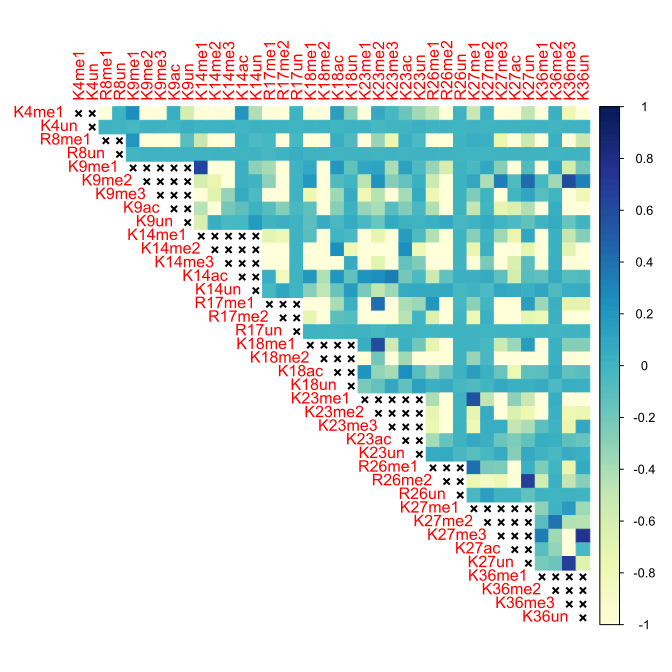 K4me1
K4un
R8me1
R8un
K9me1
K9me2
K9me3
K9ac
K9un
K14me1
K14me2
K14me3
K14ac
K14un
R17me1
R17me2
R17un
K18me1
K18me2
K18ac
K18un
K23me1
K23me2
K23me3
K23ac
K23un
R26me1
R26me2
R26un
K27me1
K27me2
K27me3
K27ac
K27un
K36me1
K36me2
K36me3
K36un
K4me1
K4un
R8me1
R8un
K9me1
K9me2
K9me3
K9ac
K9un
K14me1
K14me2
K14me3
K14ac
K14un
R17me1
R17me2
R17un
K18me1
K18me2
K18ac
K18un
K23me1
K23me2
K23me3
K23ac
K23un
R26me1
R26me2
R26un
K27me1
K27me2
K27me3
K27ac
K27un
K36me1
K36me2
K36me3
K36un
1
0.8
0.6
0.4
0.2
0
-0.2
-0.4
-0.6
-0.8
-1